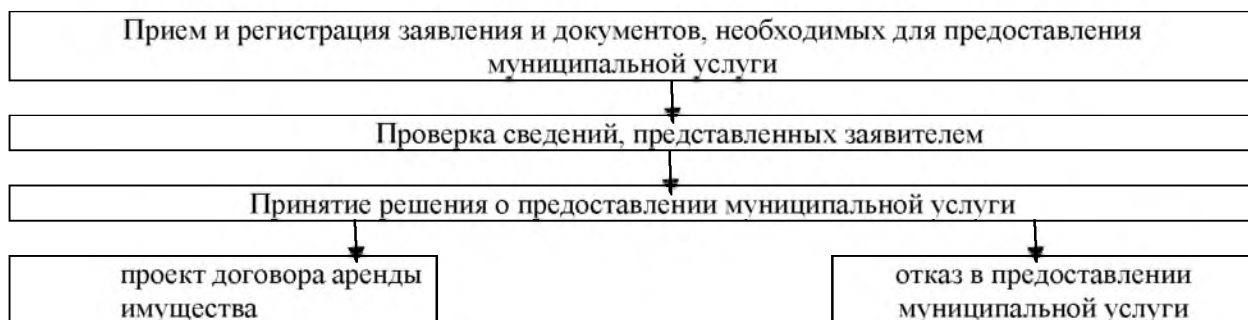 Прием и регистрация заявления и документов, необходимых для предоставления
муниципальной услуги
Проверка сведений, представленных заявителем
Принятие решения о предоставлении муниципальной услуги
проект договора аренды
имущества
отказ в предоставлении
муниципальной услуги